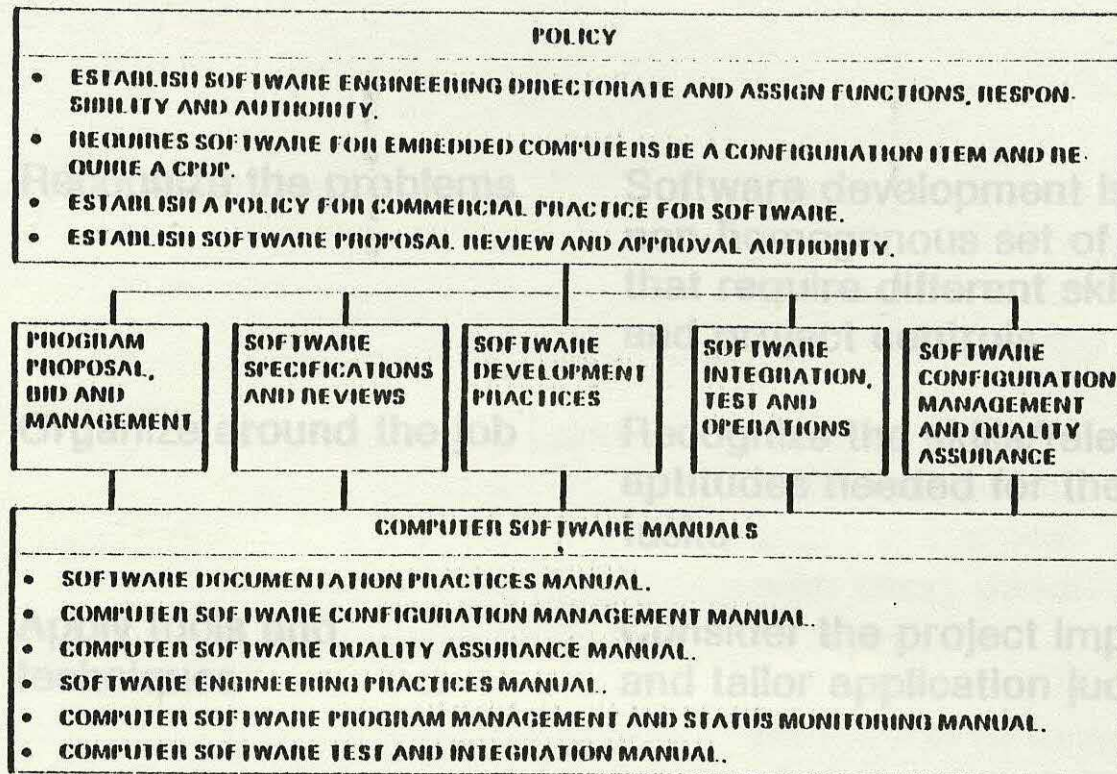 POLICY
• ESTABLISH SOFTWARE ENGINEERING DIRECTORATE AND ASSIGN FUNCTIONS, RESPON-
SIBILITY AND AUTHORITY.
• REQUIRES SOFTWARE FOR EMBEDDED COMPUTERS BE A CONFIGURATION ITEM AND RE-
QUIRE A CPDP.
• ESTABLISH A POLICY FOR COMMERCIAL PRACTICE FOR SOFTWARE.
• ESTABLISH SOFTWARE PROPOSAL REVIEW AND APPROVAL AUTHORITY.
PROGRAM
PROPOSAL,
BID AND
MANAGEMENT
SOFTWARE
SPECIFICATIONS
AND REVIEWS
SOFTWARE
DEVELOPMENT
PRACTICES
SOFTWARE
INTEGRATION,
TEST AND
OPERATIONS
SOFTWARE
CONFIGURATION
MANAGEMENT
AND QUALITY
ASSURANCE
COMPUTER SOFTWARE MANUALS
• SOFTWARE DOCUMENTATION PRACTICES MANUAL.
• COMPUTER SOFTWARE CONFIGURATION MANAGEMENT MANUAL.
• COMPUTER SOFTWARE QUALITY ASSURANCE MANUAL.
• SOFTWARE ENGINEERING PRACTICES MANUAL.
• COMPUTER SOFTWARE PROGRAM MANAGEMENT AND STATUS MONITORING MANUAL.
• COMPUTER SOFTWARE TEST AND INTEGRATION MANUAL.
Recognize the problems
Software development
set of
that require different
and
Organize around the job
Recognize the
aptitudes needed for the
Consider the project
and tailor application